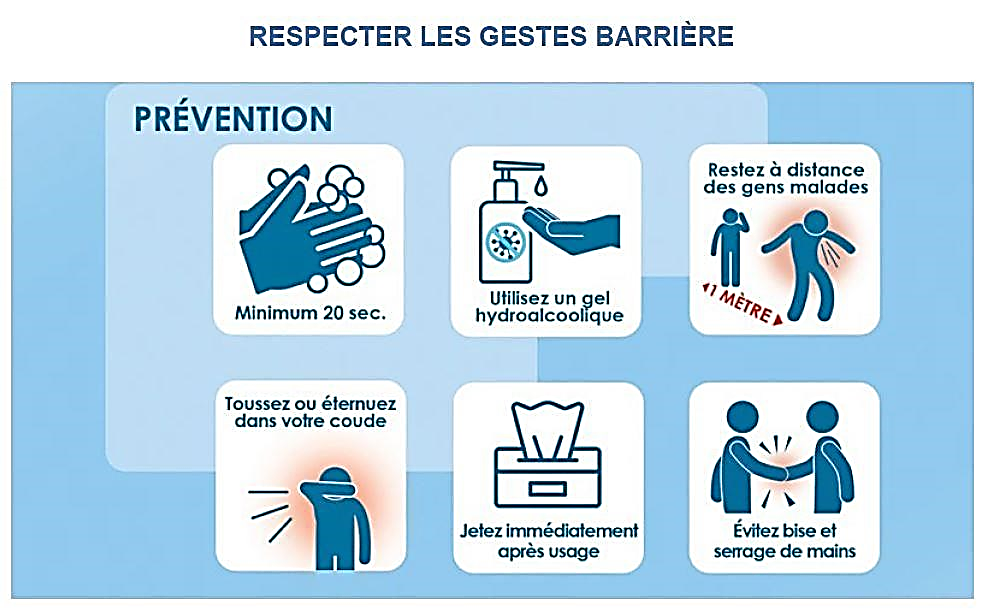 RESPECTER LES GESTES BARRIÈRE
PRÉVENTION
Minimum 20 sec.
Utilisez un gel
hydroalcoolique
Restez à distance
des gens malades
1 MÈTRE
Toussez ou éternuez
dans votre coude
Jetez immédiatement
après usage
Évitez bise et
serrage de mains